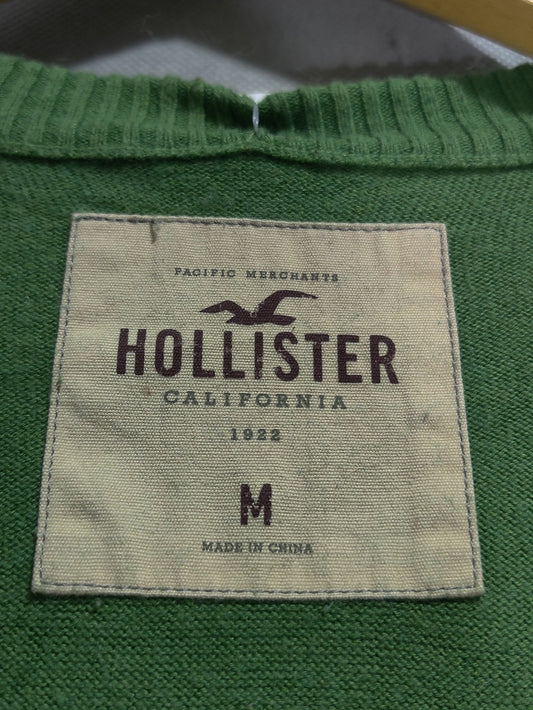 PACIFIC MERCHANTS
HOLLISTER
CALIFORNIA
1922
M
MADE IN CHINA